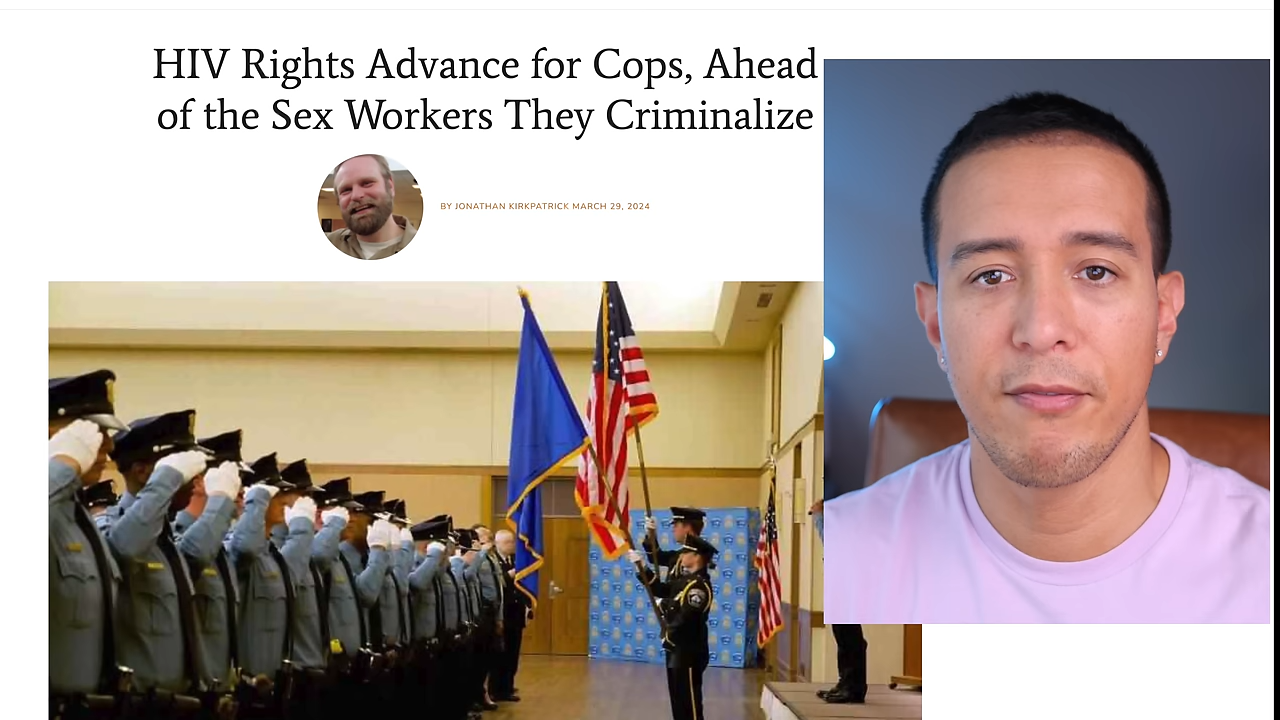 HIV Rights Advance for Cops, Ahead
of the Sex Workers They Criminalize
BY JONATHAN KIRKPATRICK MARCH 29, 2024